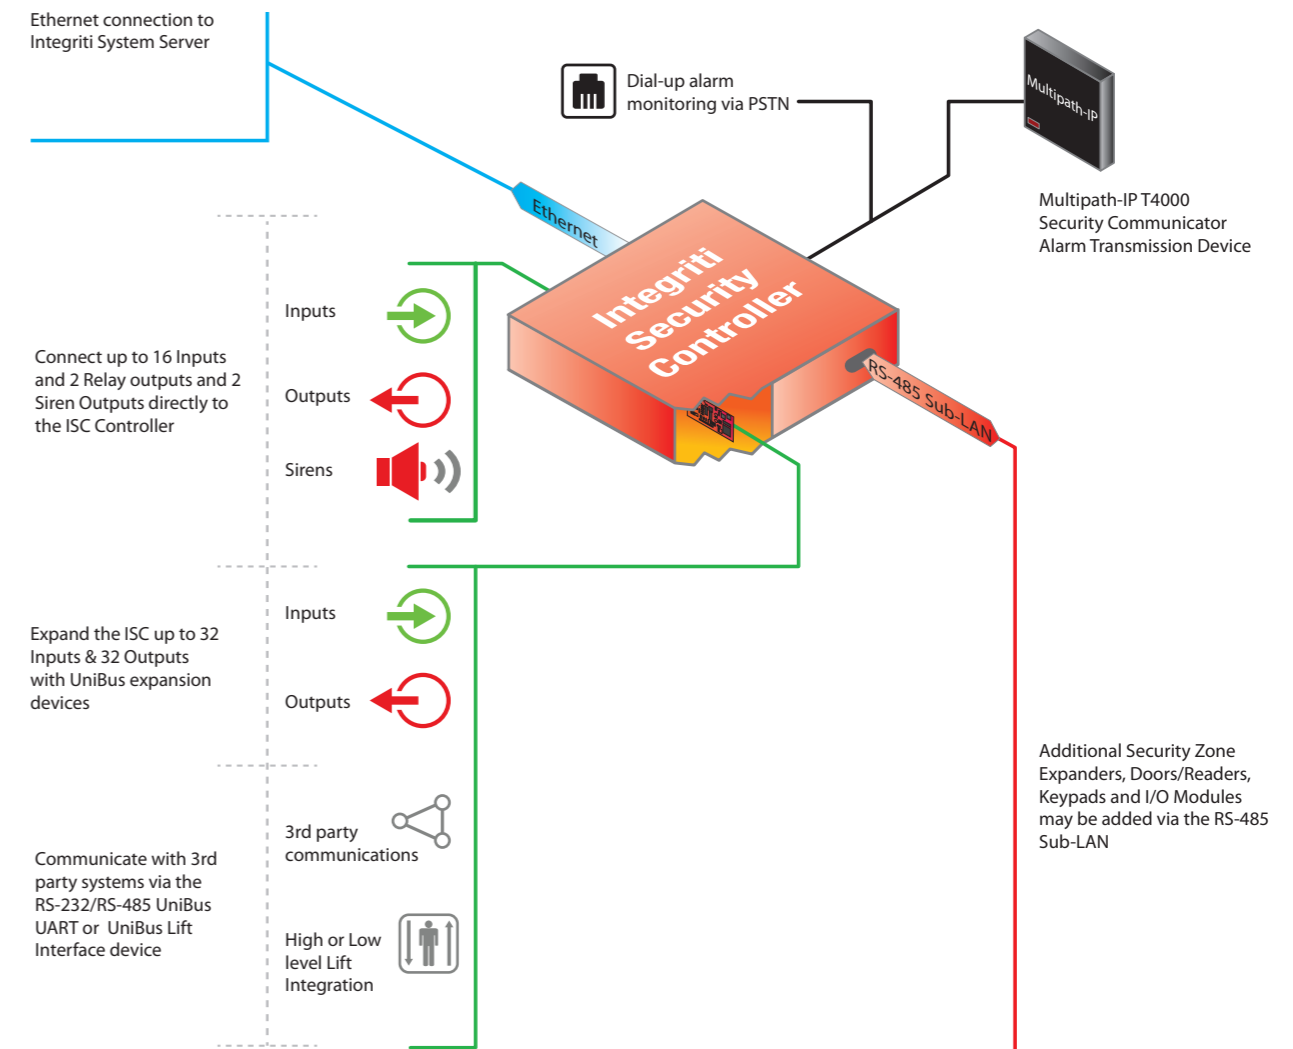 Ethernet connection to
Integriti System Server
Dial-up alarm
monitoring via PSTN
Multipath-IP
Multipath-IP T4000
Security Communicator
Alarm Transmission Device
Ethernet
Integriti
Security
Controller
RS-485 Sub-LAN
Connect up to 16 Inputs
and 2 Relay outputs and 2
Siren Outputs directly to
the ISC Controller
Inputs
Outputs
Sirens
Expand the ISC up to 32
Inputs & 32 Outputs
with UniBus expansion
devices
Inputs
Outputs
Communicate with 3rd
party systems via the
RS-232/RS-485 UniBus
UART or UniBus Lift
Interface device
3rd party
communications
High or Low
level Lift
Integration
Additional Security Zone
Expanders, Doors/Readers,
Keypads and I/O Modules
may be added via the RS-485
Sub-LAN